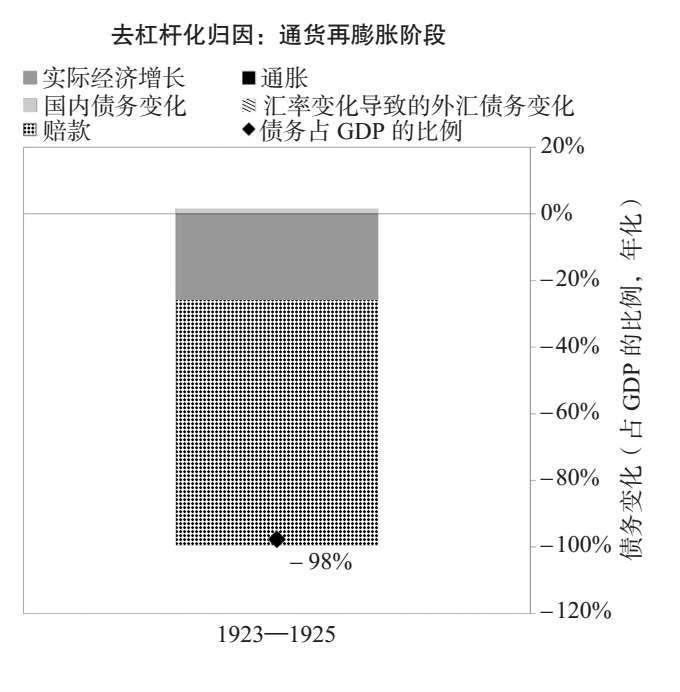 去杠杆化归因：通货再膨胀阶段
实际经济增长 通胀
国内债务变化 汇率变化导致的外汇债务变化
赔款 债务占 GDP 的比例
20%
0%
−20%
−40%
−60%
−80%
−100%
−120%
债务变化（占 GDP 的比例，年化）
−98%
1923—1925